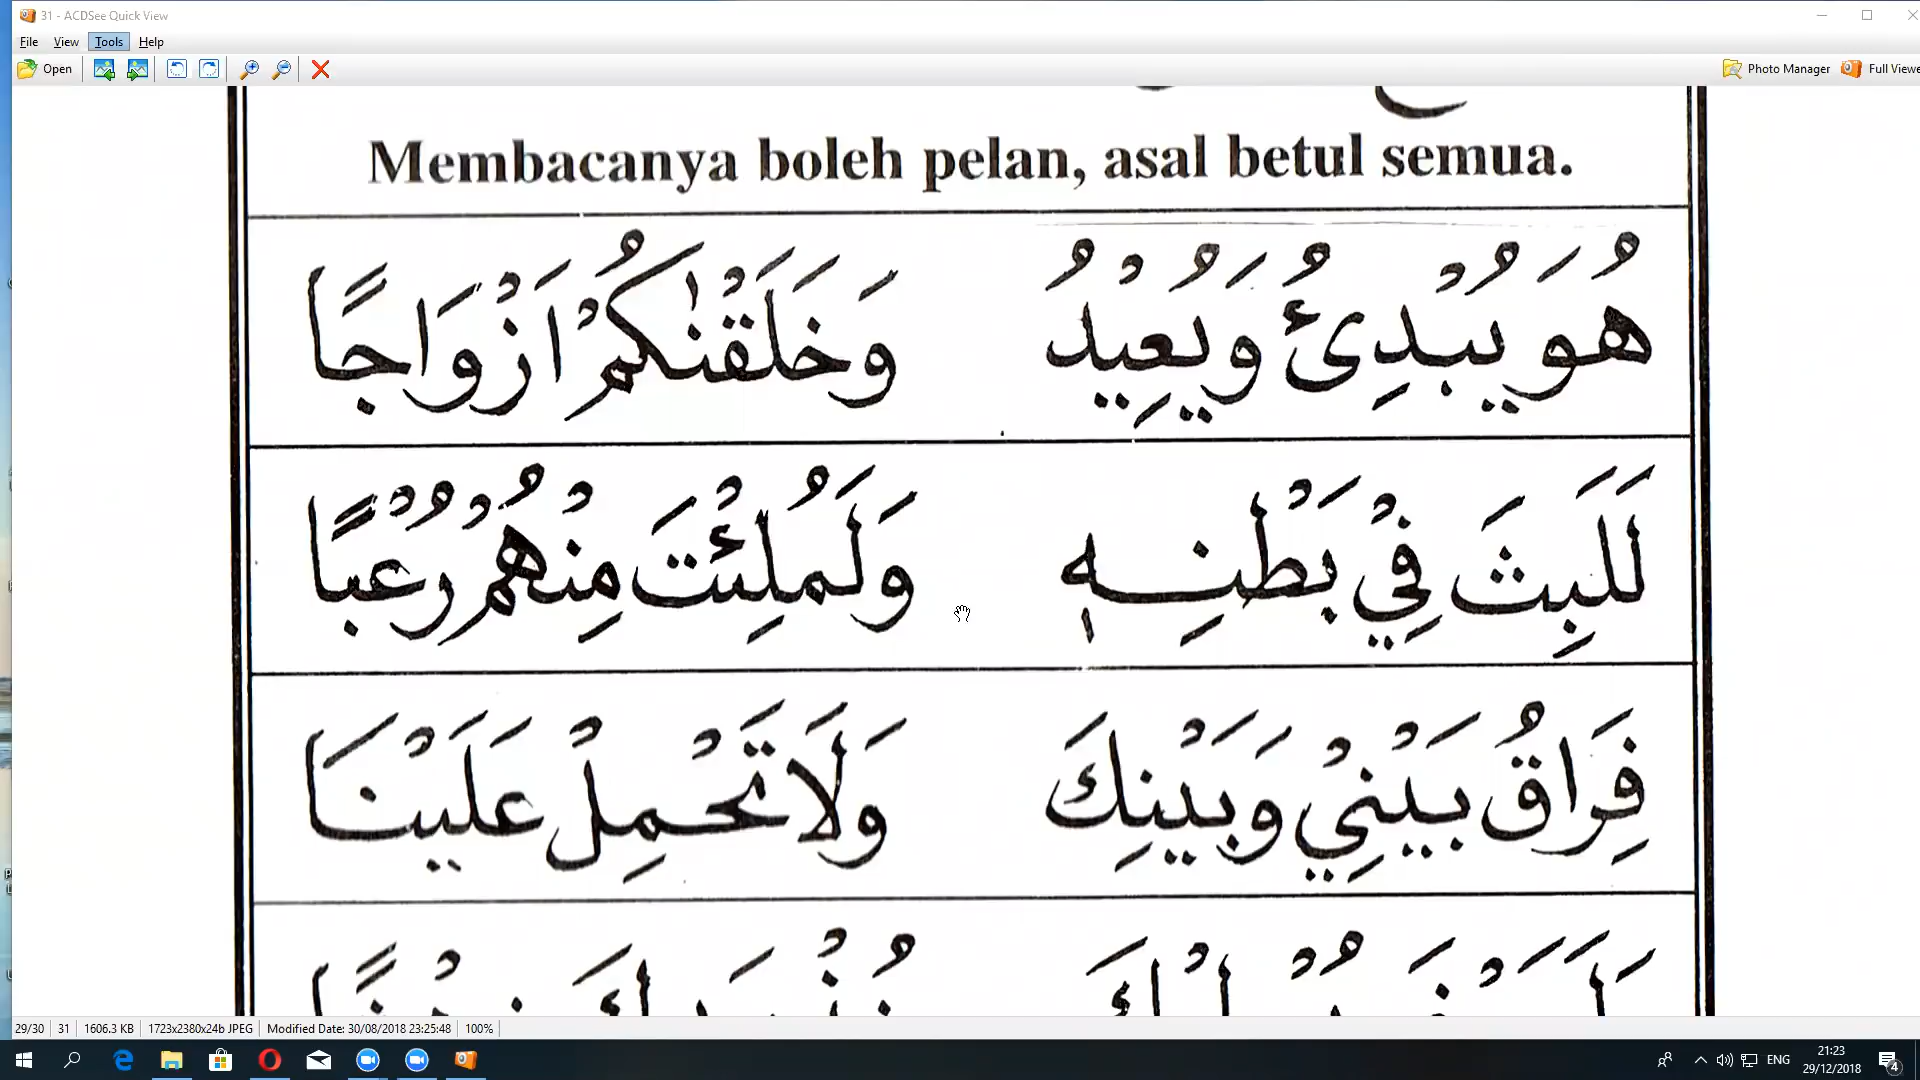 31 - ACDSee Quick View
File View Tools Help
Open Photo Manager Full Viewe
Membacanya boleh pelan, asal betul semua.
هُوَ يُبْدِئُ وَيُعِيْدُ وَخَلَقْنٰكُمْ اَزْوَاجًا
لَلَبِثَ فِيْ بَطْنِهٖ وَلَمُلِئْتَ مِنْهُمْ رُعْبًا
فِرَاقُ بَيْنِيْ وَبَيْنِكَ وَلَا تَحْمِلْ عَلَيْنَا
29/30 31 1606.3 KB 1723x2380x24b JPEG Modified Date: 30/08/2018 23:25:48 100%
ENG 21:23
29/12/2018 4